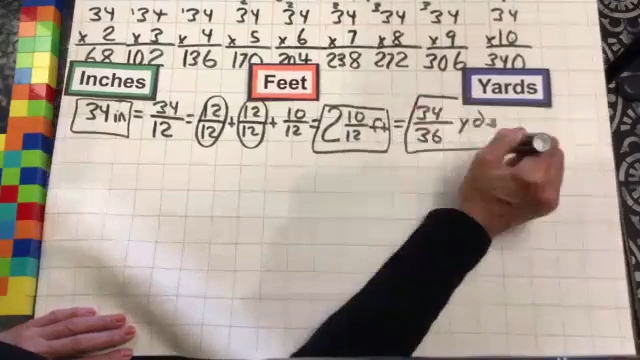 34 34 34 34 34 34 34 34 34
x 2 x 3 x 4 x 5 x 6 x 7 x 8 x 9 x 10
68 102 136 170 204 238 272 306 340
Inches Feet Yards
34 in = 34/12 = 12/12 + 12/12 + 10/12 = 2 10/12 ft = 34/36 yds